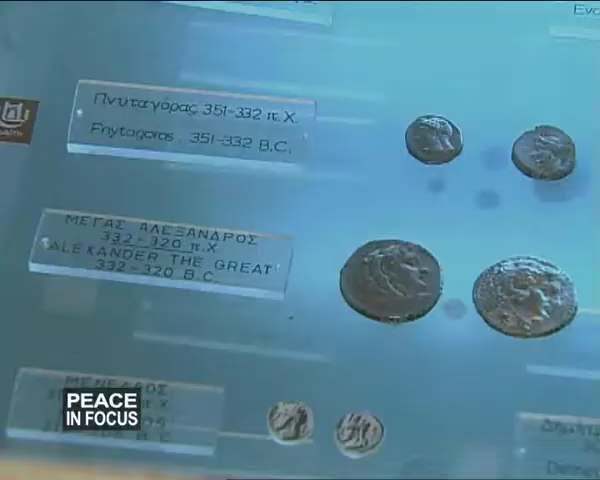 Πνυταγόρας 351-332 π.Χ.
Pnytagoras, 351-332 B.C.
ΜΕΓΑΣ ΑΛΕΞΑΝΔΡΟΣ
332-320 π.Χ
ALEXANDER THE GREAT
332-320 B.C.
ΜΕΝΕΛΑΟΣ
π.Χ
B.C
PEACE
IN FOCUS